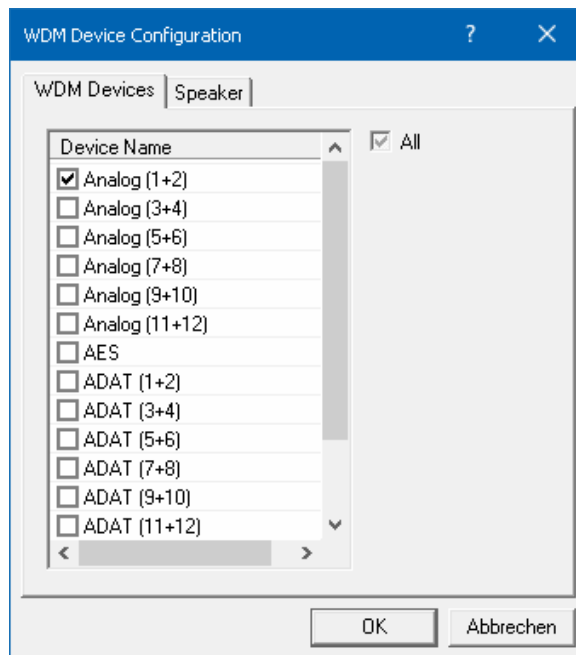 WDM Device Configuration ? ×
WDM Devices Speaker
Device Name
All
Analog (1+2)
Analog (3+4)
Analog (5+6)
Analog (7+8)
Analog (9+10)
Analog (11+12)
AES
ADAT (1+2)
ADAT (3+4)
ADAT (5+6)
ADAT (7+8)
ADAT (9+10)
ADAT (11+12)
OK Abbrechen